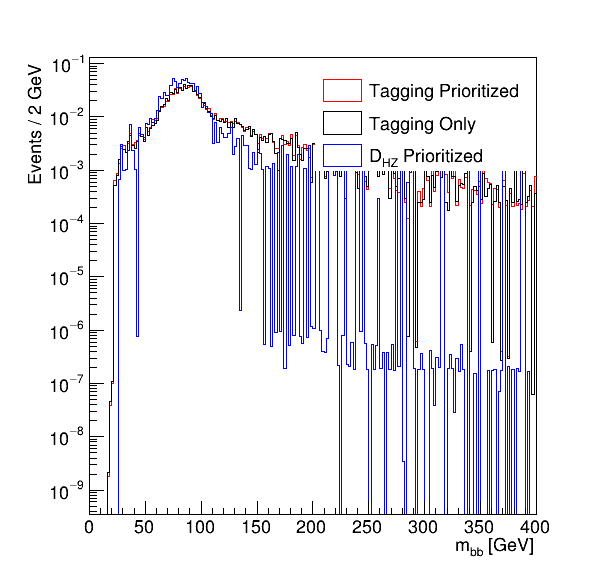 Events / 2 GeV
10⁻¹
10⁻²
10⁻³
10⁻⁴
10⁻⁵
10⁻⁶
10⁻⁷
10⁻⁸
10⁻⁹
Tagging Prioritized
Tagging Only
D_HZ Prioritized
0 50 100 150 200 250 300 350 400
m_bb [GeV]